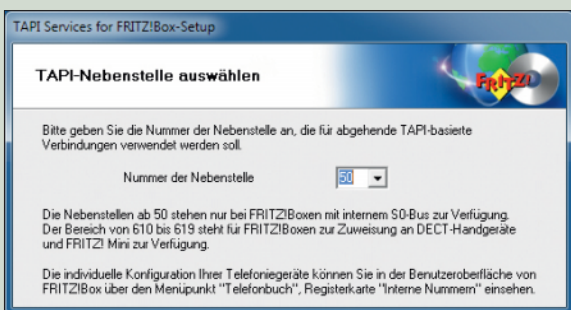 TAPI Services for FRITZ!Box-Setup
TAPI-Nebenstelle auswählen
FRITZ!
Bitte geben Sie die Nummer der Nebenstelle an, die für abgehende TAPI-basierte
Verbindungen verwendet werden soll.
Nummer der Nebenstelle 50
Die Nebenstellen ab 50 stehen nur bei FRITZ!Boxen mit internem S0-Bus zur Verfügung.
Der Bereich von 610 bis 619 steht für FRITZ!Boxen zur Zuweisung an DECT-Handgeräte
und FRITZ! Mini zur Verfügung.
Die individuelle Konfiguration Ihrer Telefoniegeräte können Sie in der Benutzeroberfläche von
FRITZ!Box über den Menüpunkt "Telefonbuch", Registerkarte "Interne Nummern" einsehen.